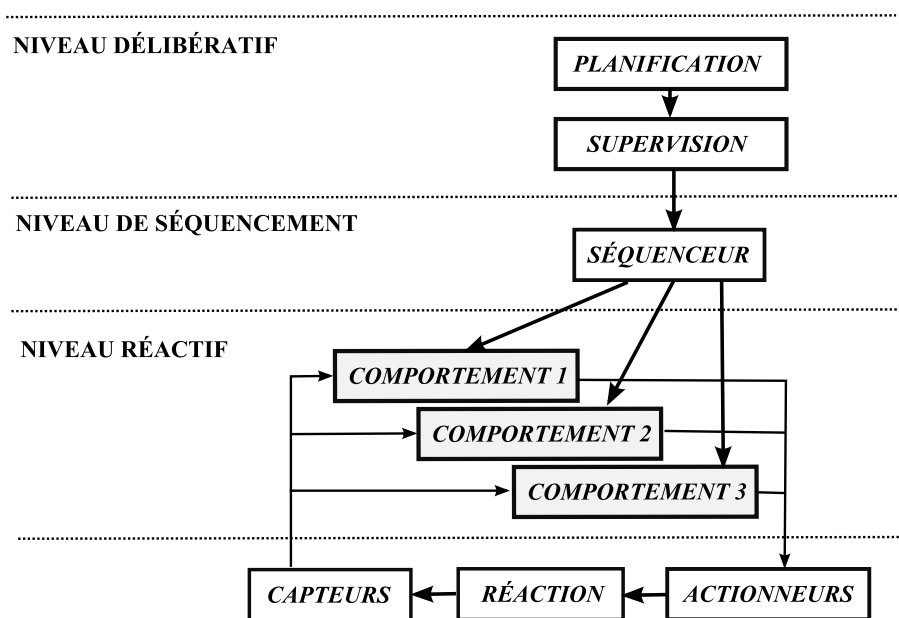 NIVEAU DÉLIBÉRATIF
PLANIFICATION
SUPERVISION
NIVEAU DE SÉQUENCEMENT
SÉQUENCEUR
NIVEAU RÉACTIF
COMPORTEMENT 1
COMPORTEMENT 2
COMPORTEMENT 3
CAPTEURS
RÉACTION
ACTIONNEURS